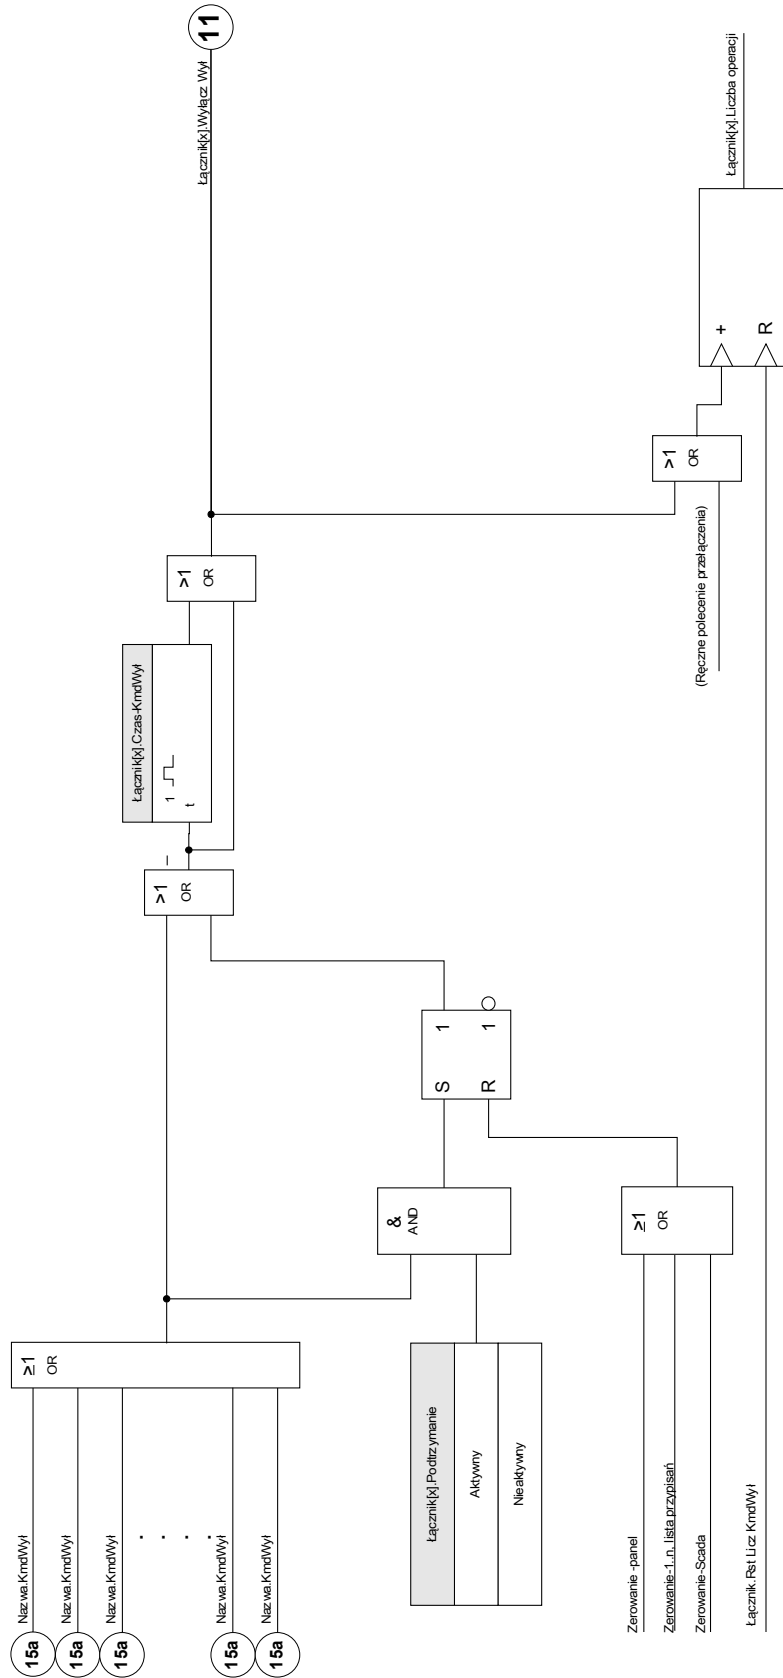 15a
Nazwa.KmdWył
15a
Nazwa.KmdWył
15a
Nazwa.KmdWył
15a
Nazwa.KmdWył
15a
Nazwa.KmdWył
≥1
OR
Łącznik[x].Podtrzymanie
Aktywny
Nieaktywny
&
AND
Zerowanie -panel
Zerowanie-1..n, lista przypisań
Zerowanie-Scada
≥1
OR
S 1
R 1
>1
OR
Łącznik[x].Czas-KmdWył
1
t
>1
OR
Łącznik[x].Wyłącz Wył
11
(Ręczne polecenie przełączenia)
>1
OR
Łącznik.Rst Licz KmdWył
+
R
Łącznik[x].Liczba operacji